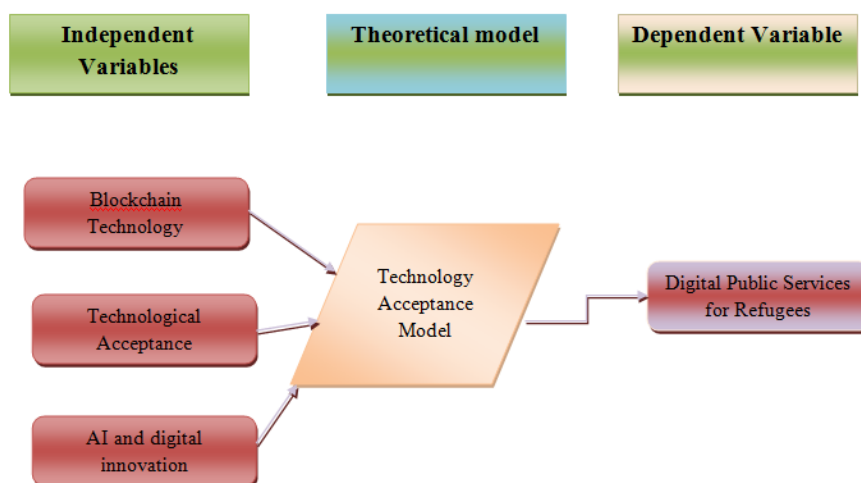 Independent
Variables
Theoretical model
Dependent Variable
Blockchain
Technology
Technological
Acceptance
AI and digital
innovation
Technology
Acceptance
Model
Digital Public Services
for Refugees